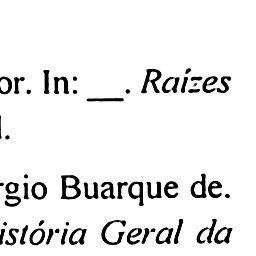 or. In: __. Raízes
.
rgio Buarque de.
istória Geral da